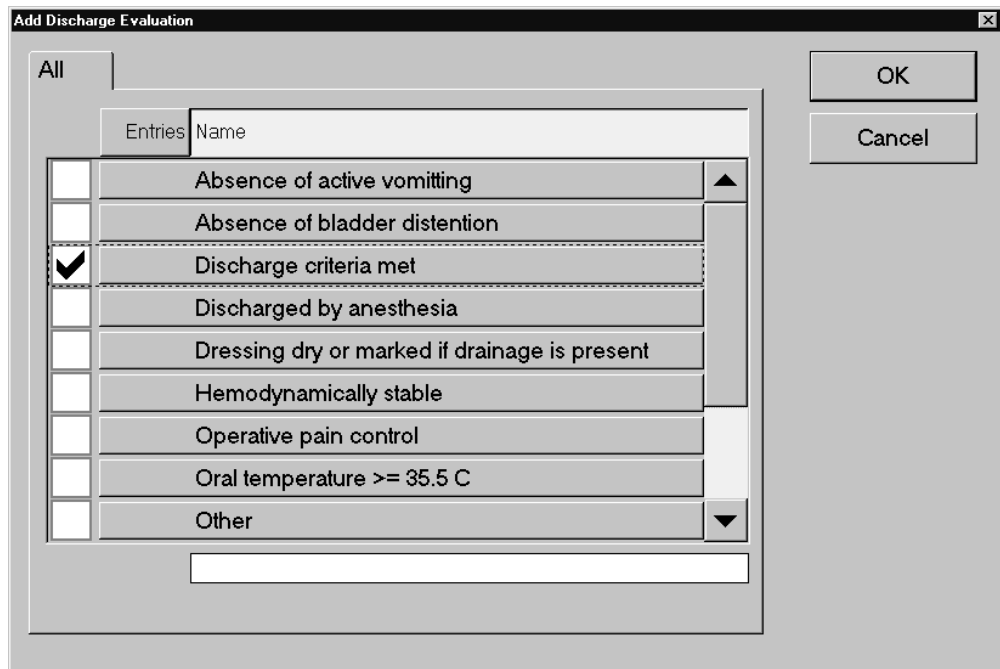 Add Discharge Evaluation
All
OK
Cancel
Entries Name
Absence of active vomitting
Absence of bladder distention
Discharge criteria met
Discharged by anesthesia
Dressing dry or marked if drainage is present
Hemodynamically stable
Operative pain control
Oral temperature >= 35.5 C
Other